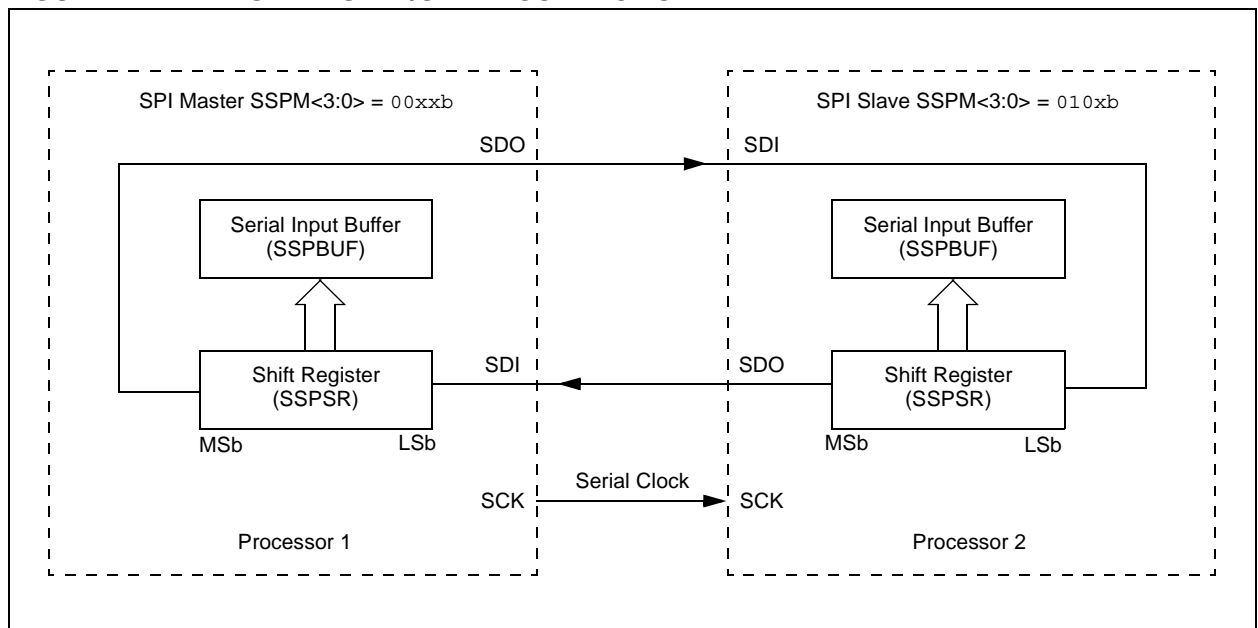 SPI Master SSPM<3:0> = 00xxb
SDO
Serial Input Buffer
(SSPBUF)
Shift Register
(SSPSR)
MSb
LSb
SDI
SCK
Processor 1
Serial Clock
SPI Slave SSPM<3:0> = 010xb
SDI
Serial Input Buffer
(SSPBUF)
SDO
Shift Register
(SSPSR)
MSb
LSb
SCK
Processor 2